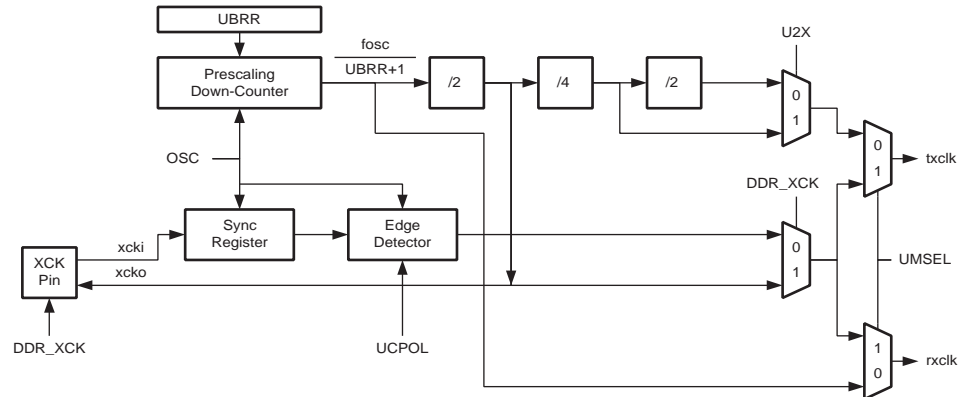 UBRR
fosc
UBRR+1
U2X
Prescaling
Down-Counter
/2
/4
/2
0
1
OSC
0
1
txclk
DDR_XCK
Sync
Register
Edge
Detector
xcki
0
1
UMSEL
XCK
Pin
xcko
DDR_XCK
UCPOL
1
0
rxclk